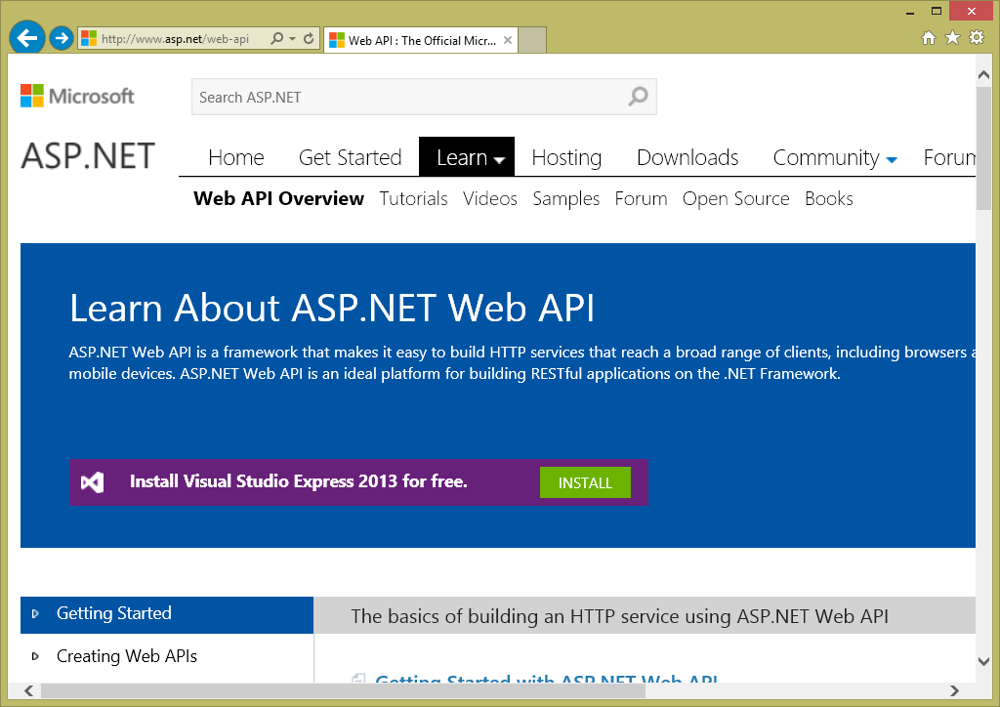 http://www.asp.net/web-api
Web API : The Official Micr...
Microsoft
Search ASP.NET
ASP.NET
Home Get Started Learn Hosting Downloads Community Forum
Web API Overview Tutorials Videos Samples Forum Open Source Books
Learn About ASP.NET Web API
ASP.NET Web API is a framework that makes it easy to build HTTP services that reach a broad range of clients, including browsers
mobile devices. ASP.NET Web API is an ideal platform for building RESTful applications on the .NET Framework.
Install Visual Studio Express 2013 for free.
INSTALL
Getting Started
The basics of building an HTTP service using ASP.NET Web API
Creating Web APIs
Getting Started with ASP.NET Web API